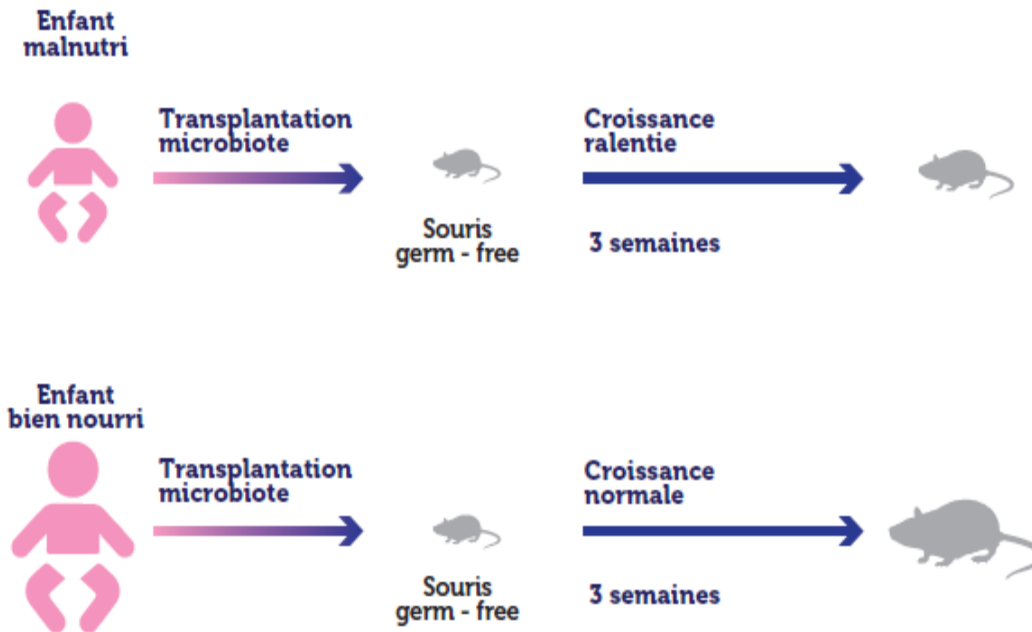 Enfant
malnutri
Transplantation
microbiote
Croissance
ralentie
Souris
germ - free
3 semaines
Enfant
bien nourri
Transplantation
microbiote
Croissance
normale
Souris
germ - free
3 semaines